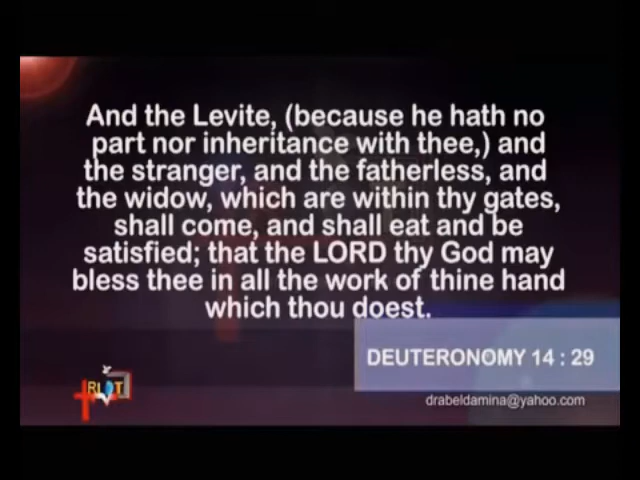 And the Levite, (because he hath no
part nor inheritance with thee,) and
the stranger, and the fatherless, and
the widow, which are within thy gates,
shall come, and shall eat and be
satisfied; that the LORD thy God may
bless thee in all the work of thine hand
which thou doest.
DEUTERONOMY 14 : 29
drabeldamina@yahoo.com